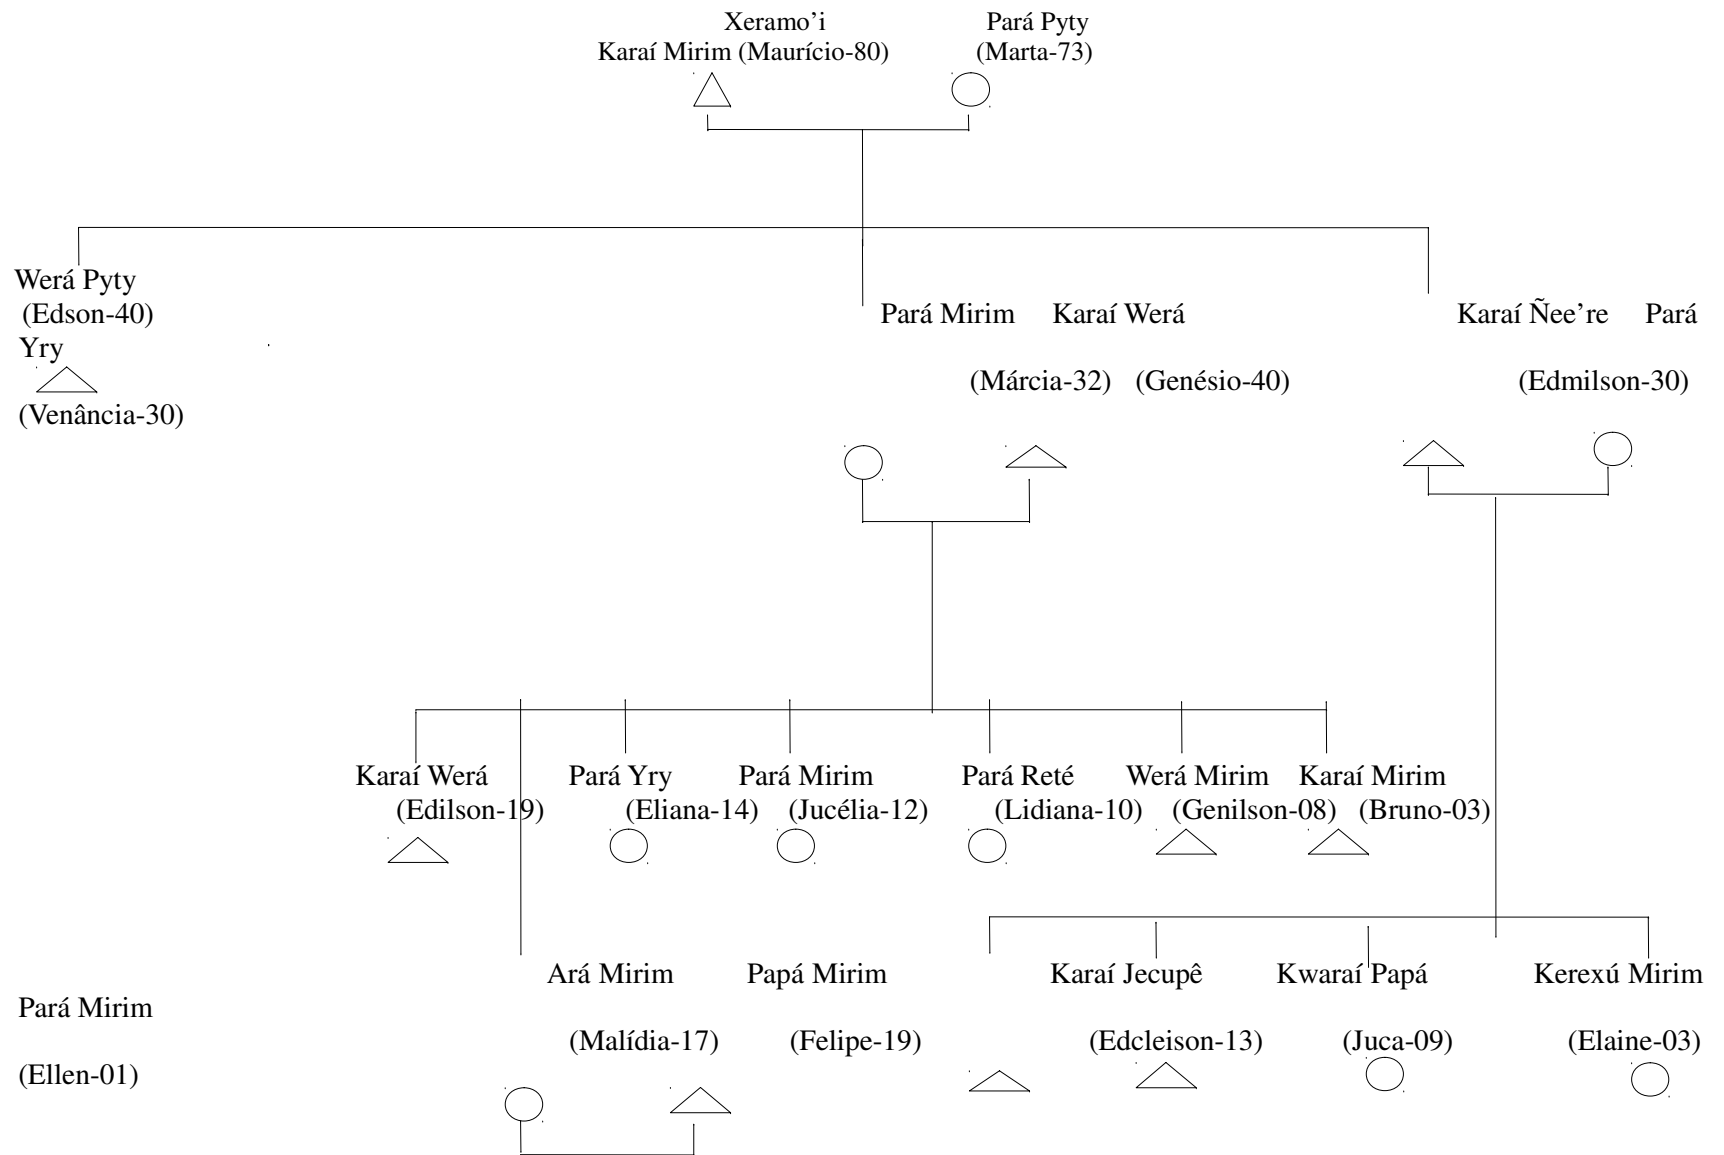 Xeramo’i Pará Pyty
Karaí Mirim (Maurício-80) (Marta-73)
Werá Pyty
(Edson-40)
Pará Mirim Karaí Werá Karaí Ñee’re Pará
Yry
(Márcia-32) (Genésio-40) (Edmilson-30)
(Venância-30)
Karaí Werá Pará Yry Pará Mirim Pará Reté Werá Mirim Karaí Mirim
(Edilson-19) (Eliana-14) (Jucélia-12) (Lidiana-10) (Genilson-08) (Bruno-03)
Ará Mirim Papá Mirim Karaí Jecupê Kwaraí Papá Kerexú Mirim
Pará Mirim
(Malídia-17) (Felipe-19) (Edcleison-13) (Juca-09) (Elaine-03)
(Ellen-01)